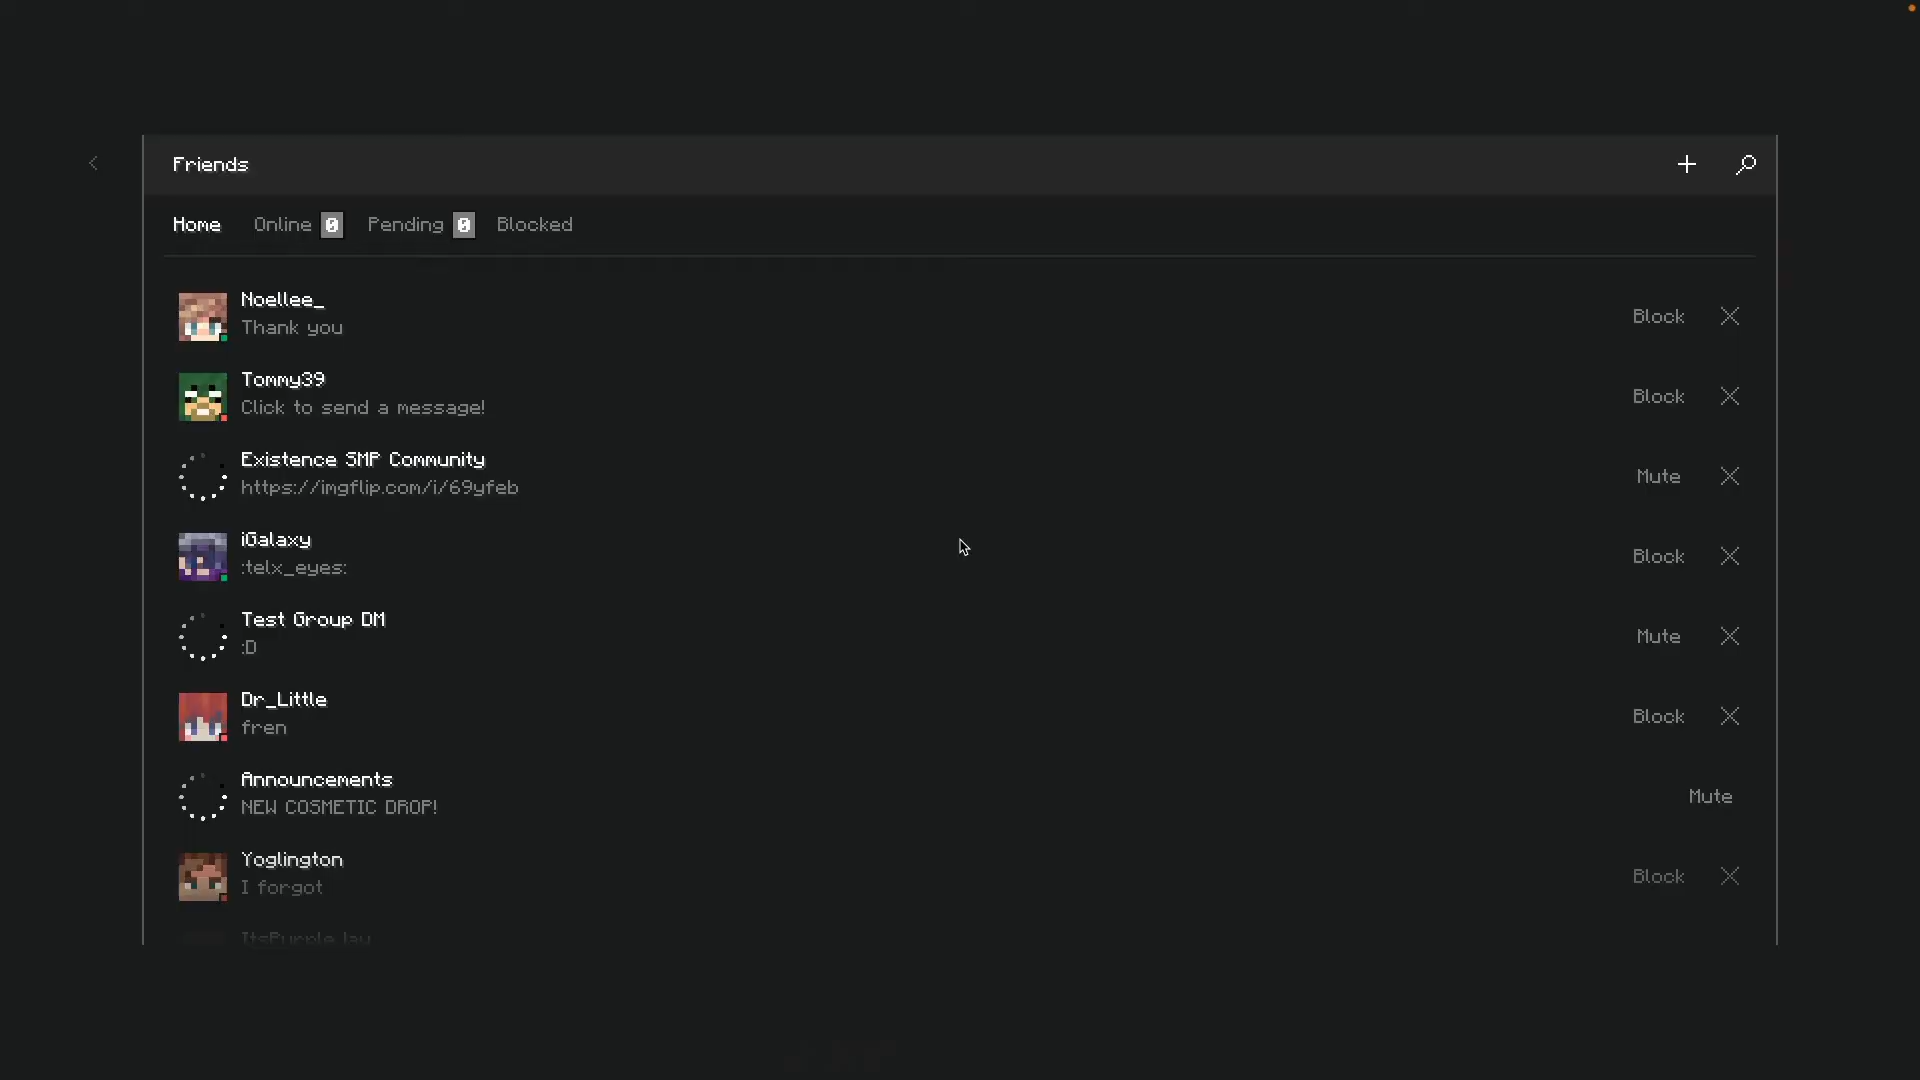 Friends
Home Online 0 Pending 0 Blocked
Noellee_
Thank you
Block
Tommy39
Click to send a message!
Block
Existence SMP Community
https://imgflip.com/i/69yfeb
Mute
iGalaxy
:telx_eyes:
Block
Test Group DM
:D
Mute
Dr_Little
fren
Block
Announcements
NEW COSMETIC DROP!
Mute
Yoglington
I forgot
Block
ItsPurpleJay